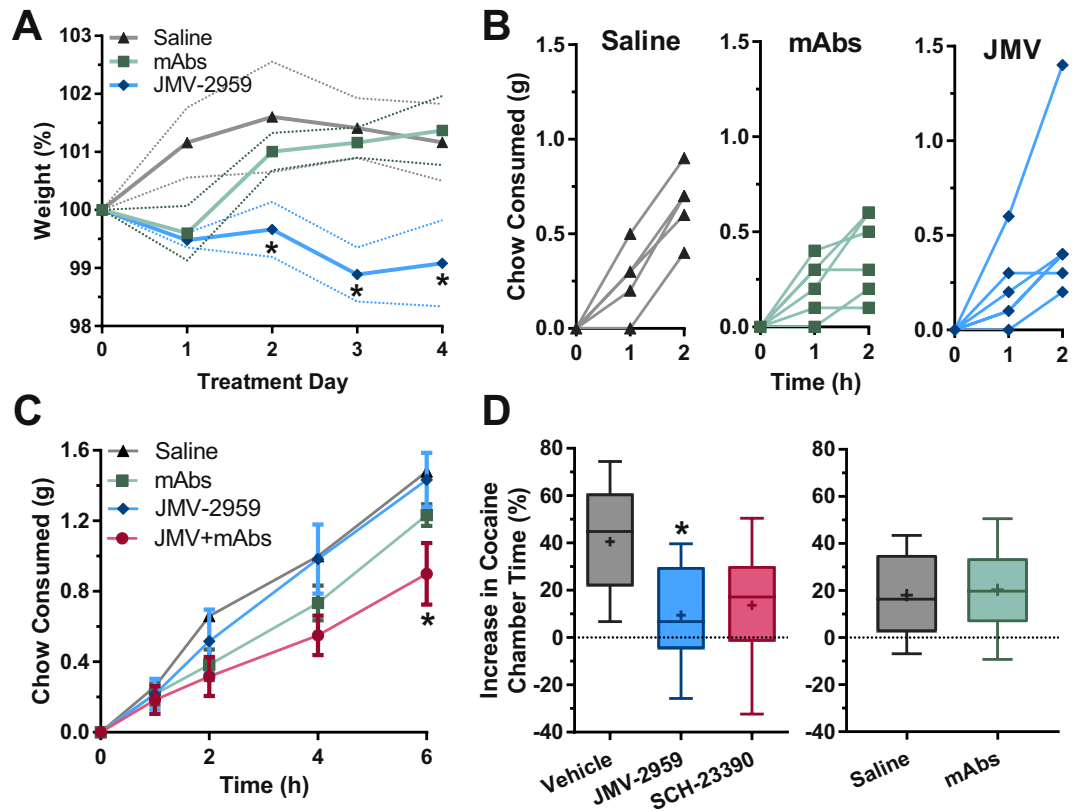 A
103
102
101
100
99
98
Weight (%)
Saline
mAbs
JMV-2959
*
*
*
0
1
2
3
4
Treatment Day
B
Saline
mAbs
JMV
Chow Consumed (g)
1.5
1.0
0.5
0.0
0
1
2
1.5
1.0
0.5
0.0
0
1
2
1.5
1.0
0.5
0.0
0
1
2
Time (h)
C
1.6
1.2
0.8
0.4
0.0
Chow Consumed (g)
Saline
mAbs
JMV-2959
JMV+mAbs
*
0
2
4
6
Time (h)
D
Increase in Cocaine
Chamber Time (%)
80
60
40
20
0
-20
-40
*
Vehicle
JMV-2959
SCH-23390
80
60
40
20
0
-20
-40
Saline
mAbs